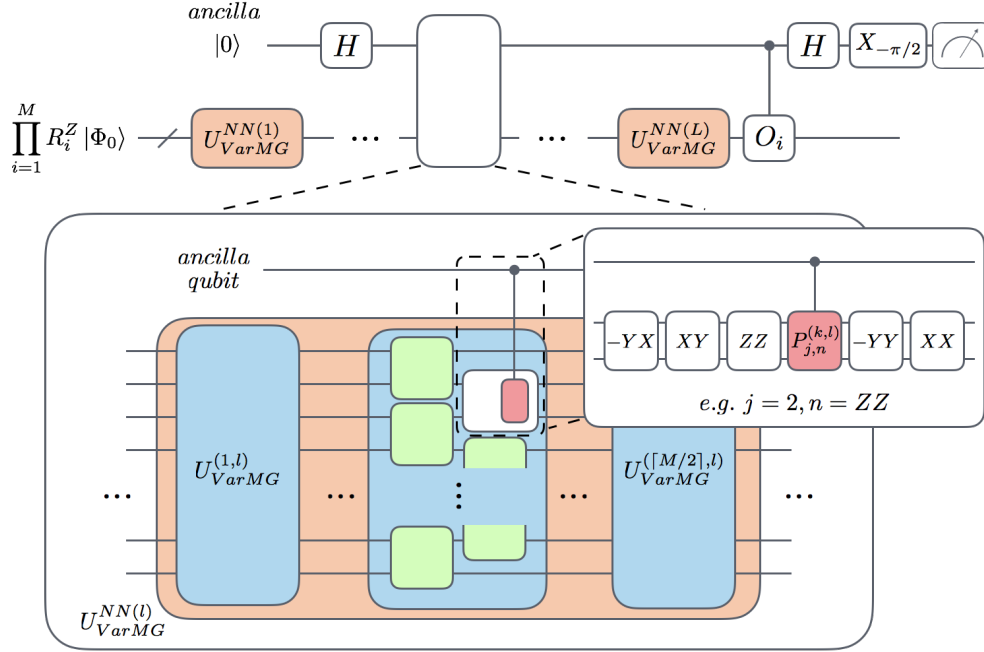 ancilla
|0⟩ H H X_{−π/2}
∏_{i=1}^{M} R_i^Z |Φ_0⟩ U_{VarMG}^{NN(1)} ... ... U_{VarMG}^{NN(L)} O_i
ancilla
qubit
−YX XY ZZ P_{j,n}^{(k,l)} −YY XX
e.g. j = 2, n = ZZ
U_{VarMG}^{(1,l)} U_{VarMG}^{(⌈M/2⌉,l)}
... ... ⋮ ... ...
U_{VarMG}^{NN(l)}